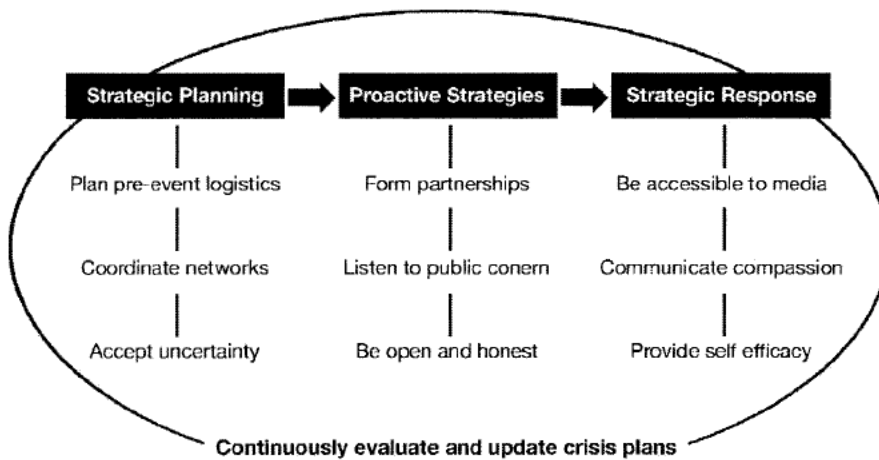 Strategic Planning
Proactive Strategies
Strategic Response
Plan pre-event logistics
Form partnerships
Be accessible to media
Coordinate networks
Listen to public conern
Communicate compassion
Accept uncertainty
Be open and honest
Provide self efficacy
Continuously evaluate and update crisis plans